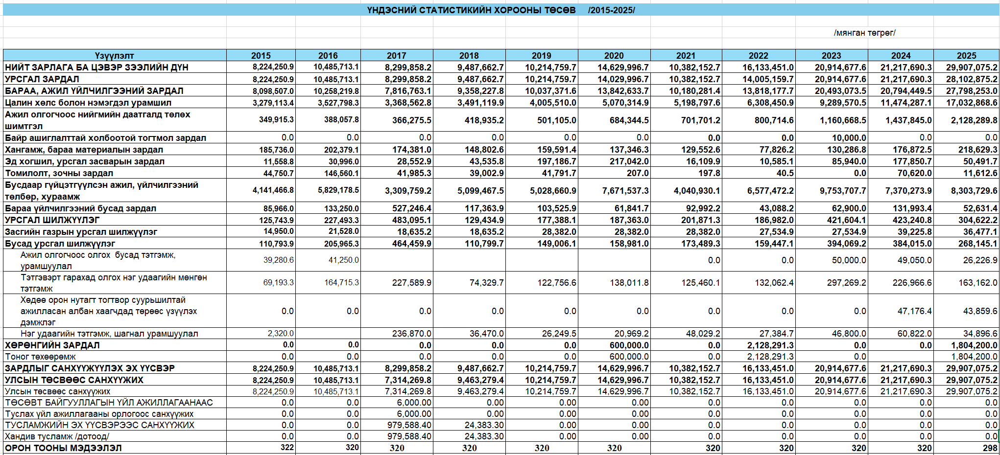 ҮНДЭСНИЙ СТАТИСТИКИЙН ХОРООНЫ ТӨСӨВ /2015-2025/
/мянган төгрөг/
Үзүүлэлт 2015 2016 2017 2018 2019 2020 2021 2022 2023 2024 2025
НИЙТ ЗАРЛАГА БА ЦЭВЭР ЗЭЭЛИЙН ДҮН 8,224,250.9 10,485,713.1 8,299,858.2 9,487,662.7 10,214,759.7 14,629,996.7 10,382,152.7 16,133,451.0 20,914,677.6 21,217,690.3 29,907,075.2
УРСГАЛ ЗАРДАЛ 8,224,250.9 10,485,713.1 8,299,858.2 9,487,662.7 10,214,759.7 14,029,996.7 10,382,152.7 14,005,159.7 20,914,677.6 21,217,690.3 28,102,875.2
БАРАА, АЖИЛ ҮЙЛЧИЛГЭЭНИЙ ЗАРДАЛ 8,098,507.0 10,258,219.8 7,816,763.1 9,358,227.8 10,037,371.6 13,842,633.7 10,180,281.4 13,818,177.7 20,493,073.5 20,794,449.5 27,798,253.0
Цалин хөлс болон нэмэгдэл урамшил 3,279,113.4 3,527,798.3 3,368,562.8 3,491,119.9 4,005,510.0 5,070,314.9 5,198,797.6 6,308,450.9 9,289,570.5 11,474,287.1 17,032,868.6
Ажил олгогчоос нийгмийн даатгалд төлөх
шимтгэл 349,915.3 388,057.8 366,275.5 418,935.2 501,105.0 684,344.5 701,701.2 800,714.6 1,160,668.5 1,437,845.0 2,128,289.8
Байр ашиглалттай холбоотой тогтмол зардал 0.0 0.0 0.0 0.0 0.0 0.0 0.0 0.0 10,000.0 0.0 0.0
Хангамж, бараа материалын зардал 185,736.0 202,379.1 174,381.0 148,802.6 159,591.4 137,346.3 129,552.6 77,826.2 130,286.8 176,872.5 218,629.3
Эд хогшил, урсгал засварын зардал 11,558.8 30,996.0 28,552.9 43,535.8 197,186.7 217,042.0 16,109.9 10,585.1 85,940.0 177,850.7 50,491.7
Томилолт, зочны зардал 44,750.7 146,560.1 41,985.3 39,002.9 41,791.7 207.0 197.8 40.5 0.0 70,620.0 11,612.6
Бусдаар гүйцэтгүүлсэн ажил, үйлчилгээний
төлбөр, хураамж 4,141,466.8 5,829,178.5 3,309,759.2 5,099,467.5 5,028,660.9 7,671,537.3 4,040,930.1 6,577,472.2 9,753,707.7 7,370,273.9 8,303,729.6
Бараа үйлчилгээний бусад зардал 85,966.0 133,250.0 527,246.4 117,363.9 103,525.9 61,841.7 92,992.2 43,088.2 62,900.0 131,993.4 52,631.4
УРСГАЛ ШИЛЖҮҮЛЭГ 125,743.9 227,493.3 483,095.1 129,434.9 177,388.1 187,363.0 201,871.3 186,982.0 421,604.1 423,240.8 304,622.2
Засгийн газрын урсгал шилжүүлэг 14,950.0 21,528.0 18,635.2 18,635.2 28,382.0 28,382.0 28,382.0 27,534.9 27,534.9 39,225.8 36,477.1
Бусад урсгал шилжүүлэг 110,793.9 205,965.3 464,459.9 110,799.7 149,006.1 158,981.0 173,489.3 159,447.1 394,069.2 384,015.0 268,145.1
Ажил олгогчоос олгох бусад тэтгэмж,
урамшуулал 39,280.6 41,250.0 0.0 0.0 50,000.0 49,050.0 26,226.9
Тэтгэвэрт гарахад олгох нэг удаагийн мөнгөн
тэтгэмж 69,193.3 164,715.3 227,589.9 74,329.7 122,756.6 138,011.8 125,460.1 132,062.4 297,269.2 226,966.6 163,162.0
Хөдөө орон нутагт тогтвор суурьшилтай
ажилласан албан хаагчдад төрөөс үзүүлэх 0.0 0.0 0.0 0.0 0.0 0.0 0.0 0.0 0.0 47,176.4 43,859.6
дэмжлэг
Нэг удаагийн тэтгэмж, шагнал урамшуулал 2,320.0 236,870.0 36,470.0 26,249.5 20,969.2 48,029.2 27,384.7 46,800.0 60,822.0 34,896.6
ХӨРӨНГИЙН ЗАРДАЛ 0.0 0.0 0.0 0.0 0.0 600,000.0 0.0 2,128,291.3 0.0 0.0 1,804,200.0
Тоног төхөөрөмж 0.0 0.0 0.0 0.0 0.0 600,000.0 0.0 2,128,291.3 0.0 1,804,200.0
ЗАРДЛЫГ САНХҮҮЖҮҮЛЭХ ЭХ ҮҮСВЭР 8,224,250.9 10,485,713.1 8,299,858.2 9,487,662.7 10,214,759.7 14,629,996.7 10,382,152.7 16,133,451.0 20,914,677.6 21,217,690.3 29,907,075.2
УЛСЫН ТӨСВӨӨС САНХҮҮЖИХ 8,224,250.9 10,485,713.1 7,314,269.8 9,463,279.4 10,214,759.7 14,629,996.7 10,382,152.7 16,133,451.0 20,914,677.6 21,217,690.3 29,907,075.2
Улсын төсвөөс санхүүжих 8,224,250.9 10,485,713.1 7,314,269.8 9,463,279.4 10,214,759.7 14,629,996.7 10,382,152.7 16,133,451.0 20,914,677.6 21,217,690.3 29,907,075.2
ТӨСӨВТ БАЙГУУЛЛАГЫН ҮЙЛ АЖИЛЛАГААНААС 0.0 0.0 6,000.00 0.00 0.00 0.00 0.0 0.0 0.0 0.0 0.0
Туслах үйл ажиллагааны орлогоос санхүүжих 0.0 0.0 6,000.00 0.00 0.00 0.00 0.0 0.0 0.0 0.0 0.0
ТУСЛАМЖИЙН ЭХ ҮҮСВЭРЭЭС САНХҮҮЖИХ 0.0 0.0 979,588.40 24,383.30 0.00 0.00 0.0 0.0 0.0 0.0 0.0
Хандив тусламж /дотоод/ 0.0 0.0 979,588.40 24,383.30 0.00 0.00 0.0 0.0 0.0 0.0 0.0
ОРОН ТООНЫ МЭДЭЭЛЭЛ 322 320 320 320 320 320 320 320 320 320 298